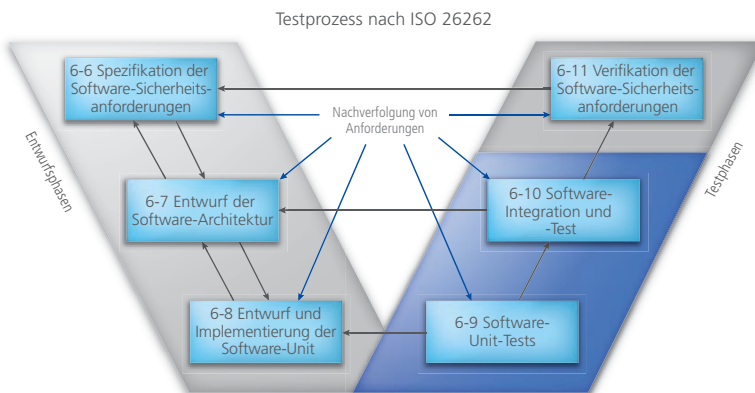 Testprozess nach ISO 26262
6-6 Spezifikation der
Software-Sicherheits-
anforderungen
6-11 Verifikation der
Software-Sicherheits-
anforderungen
Nachverfolgung von
Anforderungen
Entwurfsphasen
Testphasen
6-7 Entwurf der
Software-Architektur
6-10 Software-
Integration und
-Test
6-8 Entwurf und
Implementierung der
Software-Unit
6-9 Software-
Unit-Tests